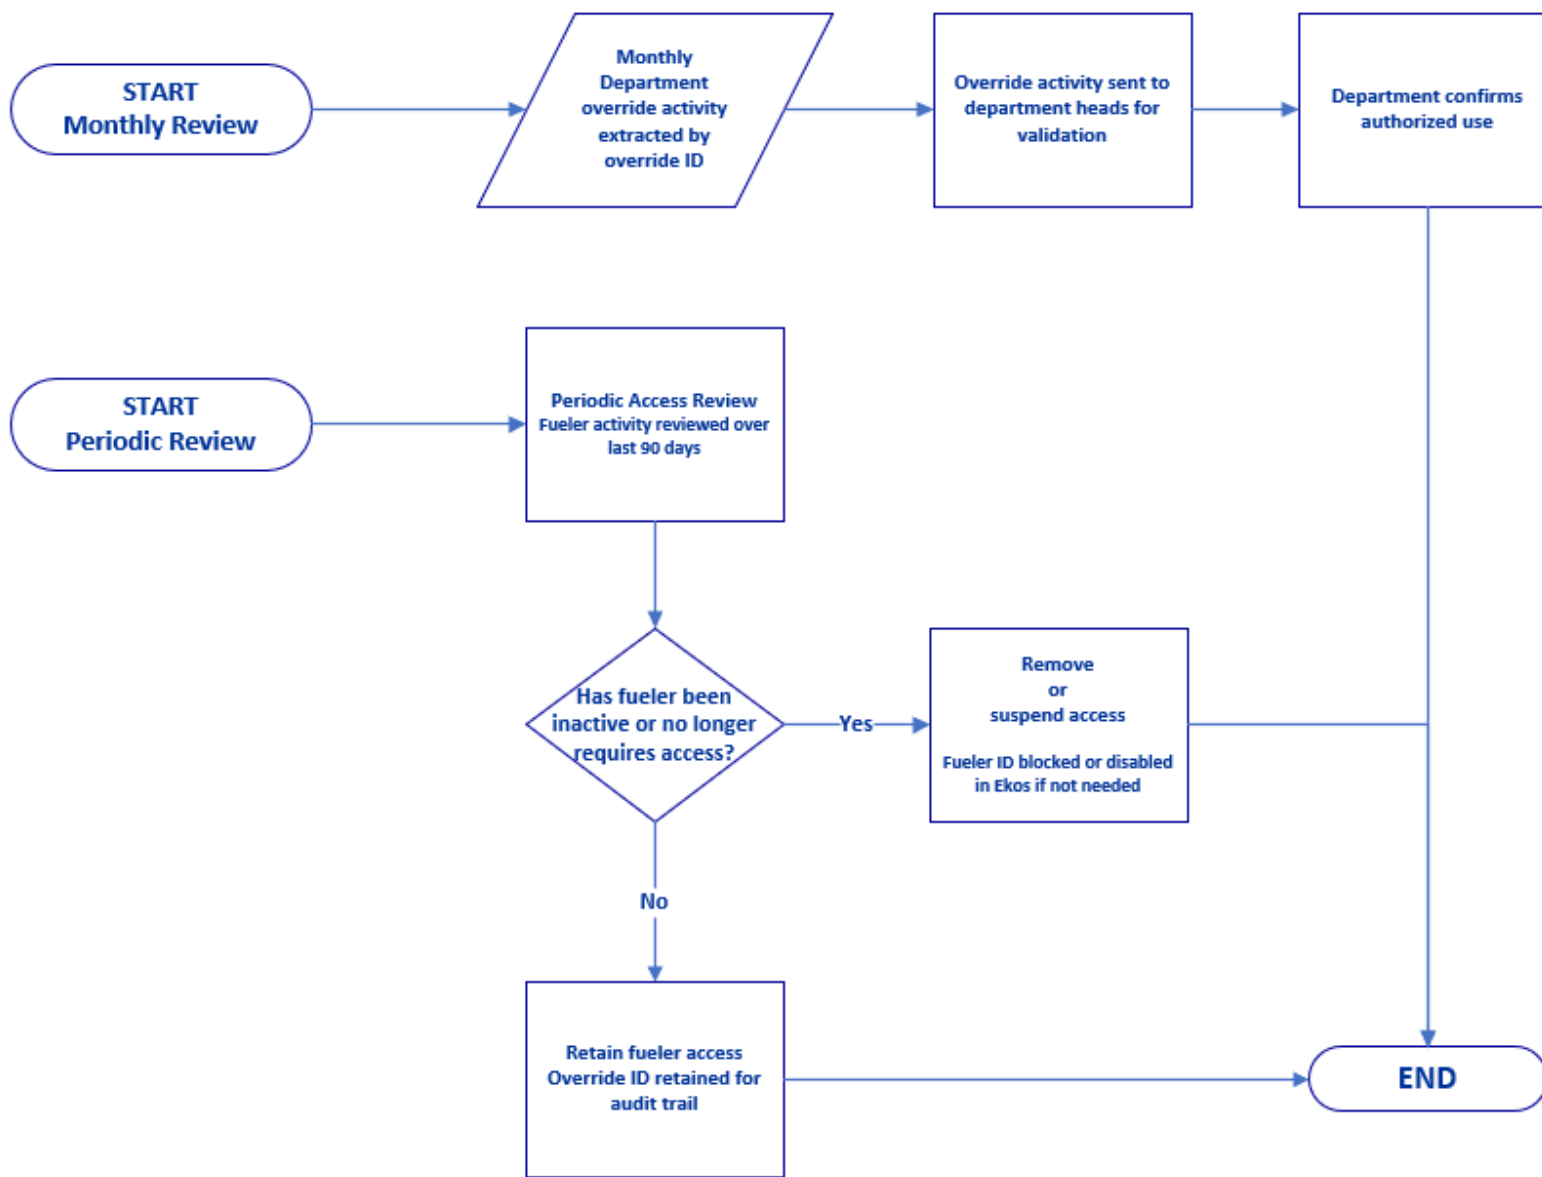 START
Monthly Review
Monthly
Department
override activity
extracted by
override ID
Override activity sent to
department heads for
validation
Department confirms
authorized use
START
Periodic Review
Periodic Access Review
Fueler activity reviewed over
last 90 days
Has fueler been
inactive or no longer
requires access?
Yes
Remove
or
suspend access
Fueler ID blocked or disabled
in Ekos if not needed
No
Retain fueler access
Override ID retained for
audit trail
END